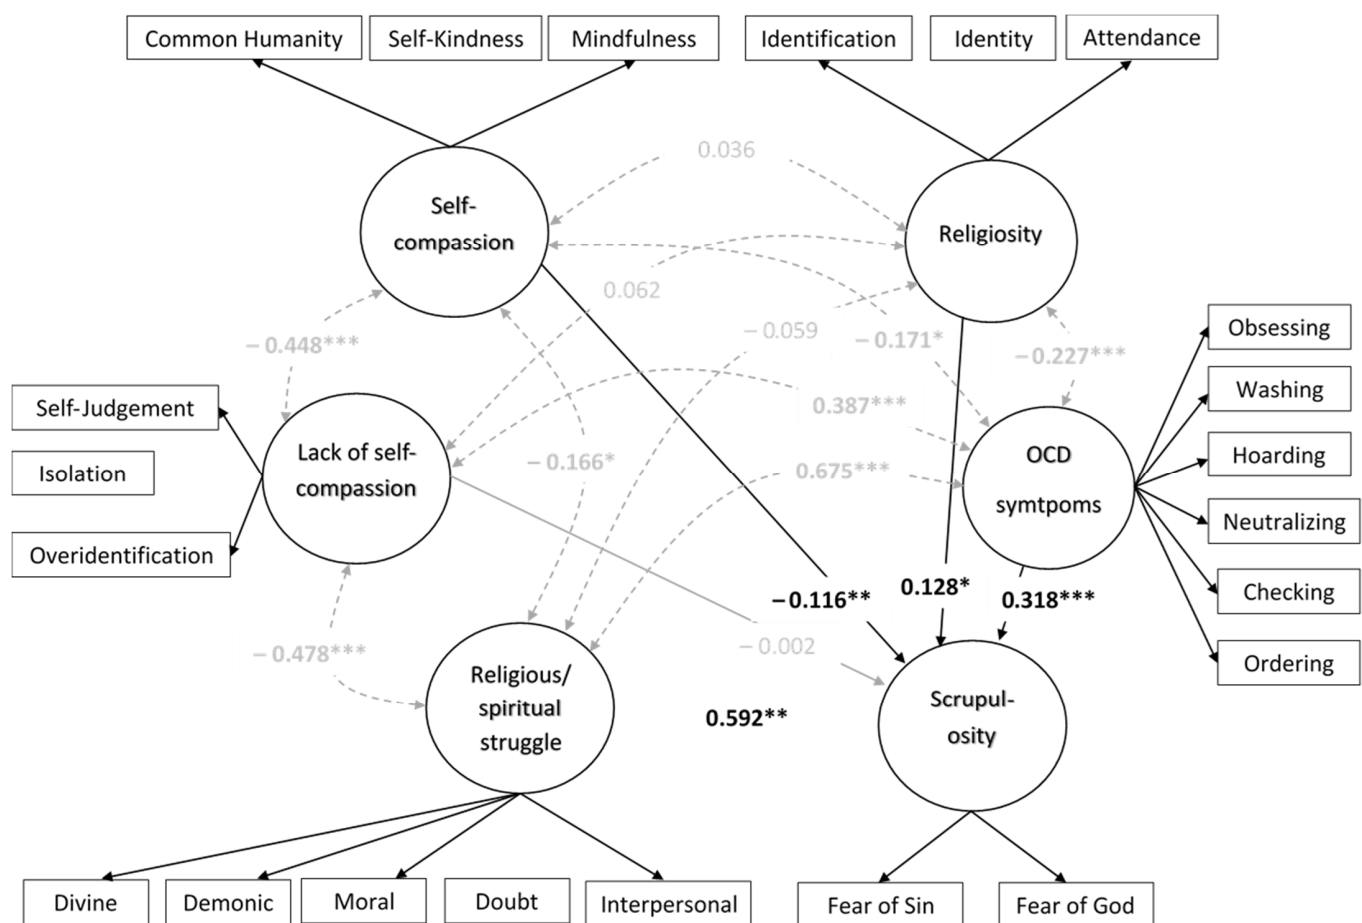 Common Humanity
Self-Kindness
Mindfulness
Identification
Identity
Attendance
0.036
Self-
compassion
Religiosity
0.062
− 0.059
− 0.171*
− 0.448***
− 0.227***
Obsessing
Washing
Hoarding
Neutralizing
Checking
Ordering
Self-Judgement
Isolation
Overidentification
Lack of self-
compassion
0.387***
− 0.166*
0.675***
OCD
symtpoms
− 0.116**
0.128*
0.318***
− 0.002
− 0.478***
Religious/
spiritual
struggle
0.592**
Scrupul-
osity
Divine
Demonic
Moral
Doubt
Interpersonal
Fear of Sin
Fear of God